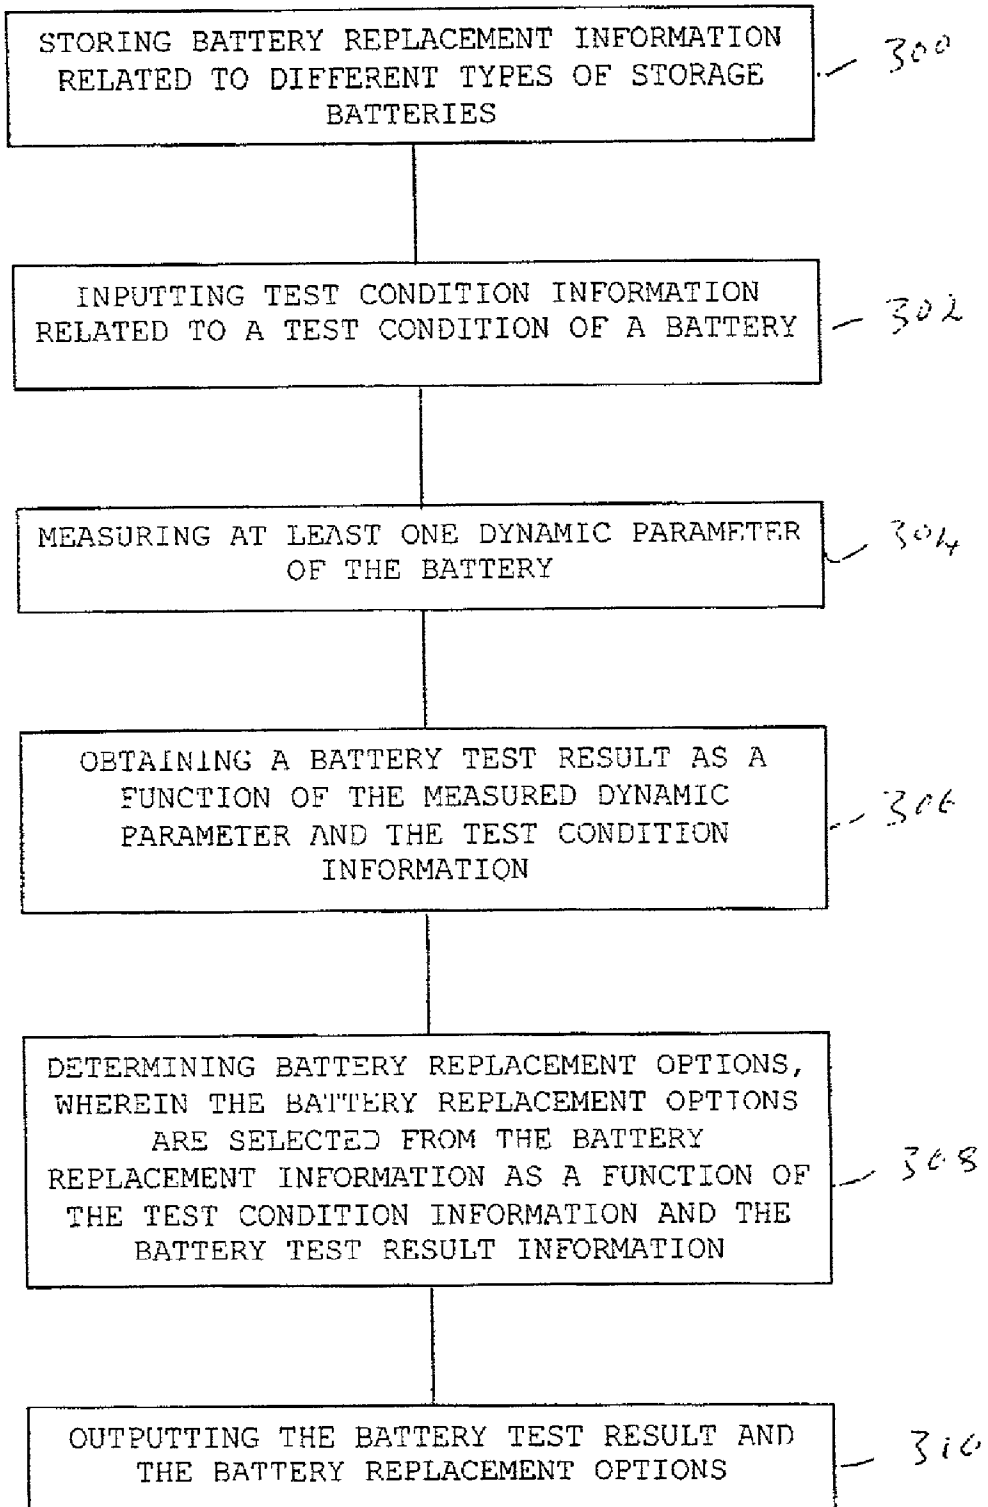 STORING BATTERY REPLACEMENT INFORMATION
RELATED TO DIFFERENT TYPES OF STORAGE
BATTERIES
300
INPUTTING TEST CONDITION INFORMATION
RELATED TO A TEST CONDITION OF A BATTERY
302
MEASURING AT LEAST ONE DYNAMIC PARAMETER
OF THE BATTERY
304
OBTAINING A BATTERY TEST RESULT AS A
FUNCTION OF THE MEASURED DYNAMIC
PARAMETER AND THE TEST CONDITION
INFORMATION
306
DETERMINING BATTERY REPLACEMENT OPTIONS,
WHEREIN THE BATTERY REPLACEMENT OPTIONS
ARE SELECTED FROM THE BATTERY
REPLACEMENT INFORMATION AS A FUNCTION OF
THE TEST CONDITION INFORMATION AND THE
BATTERY TEST RESULT INFORMATION
308
OUTPUTTING THE BATTERY TEST RESULT AND
THE BATTERY REPLACEMENT OPTIONS
310